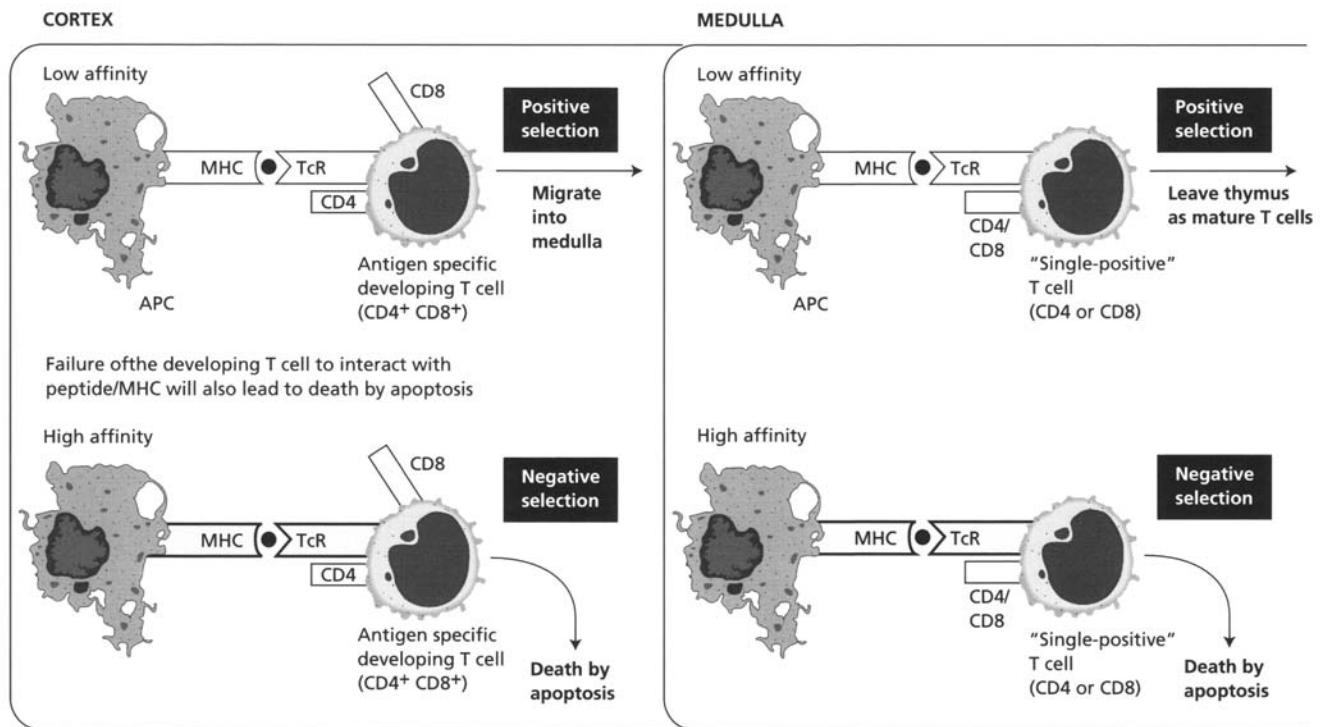 CORTEX
Low affinity
CD8
Positive
selection
MHC
TcR
CD4
Migrate
into
medulla
Antigen specific
developing T cell
(CD4+ CD8+)
APC
Failure ofthe developing T cell to interact with
peptide/MHC will also lead to death by apoptosis
High affinity
CD8
Negative
selection
MHC
TcR
CD4
Antigen specific
developing T cell
(CD4+ CD8+)
Death by
apoptosis
MEDULLA
Low affinity
Positive
selection
MHC
TcR
Leave thymus
as mature T cells
CD4/
CD8
"Single-positive"
T cell
(CD4 or CD8)
APC
High affinity
Negative
selection
MHC
TcR
CD4/
CD8
"Single-positive"
T cell
(CD4 or CD8)
Death by
apoptosis